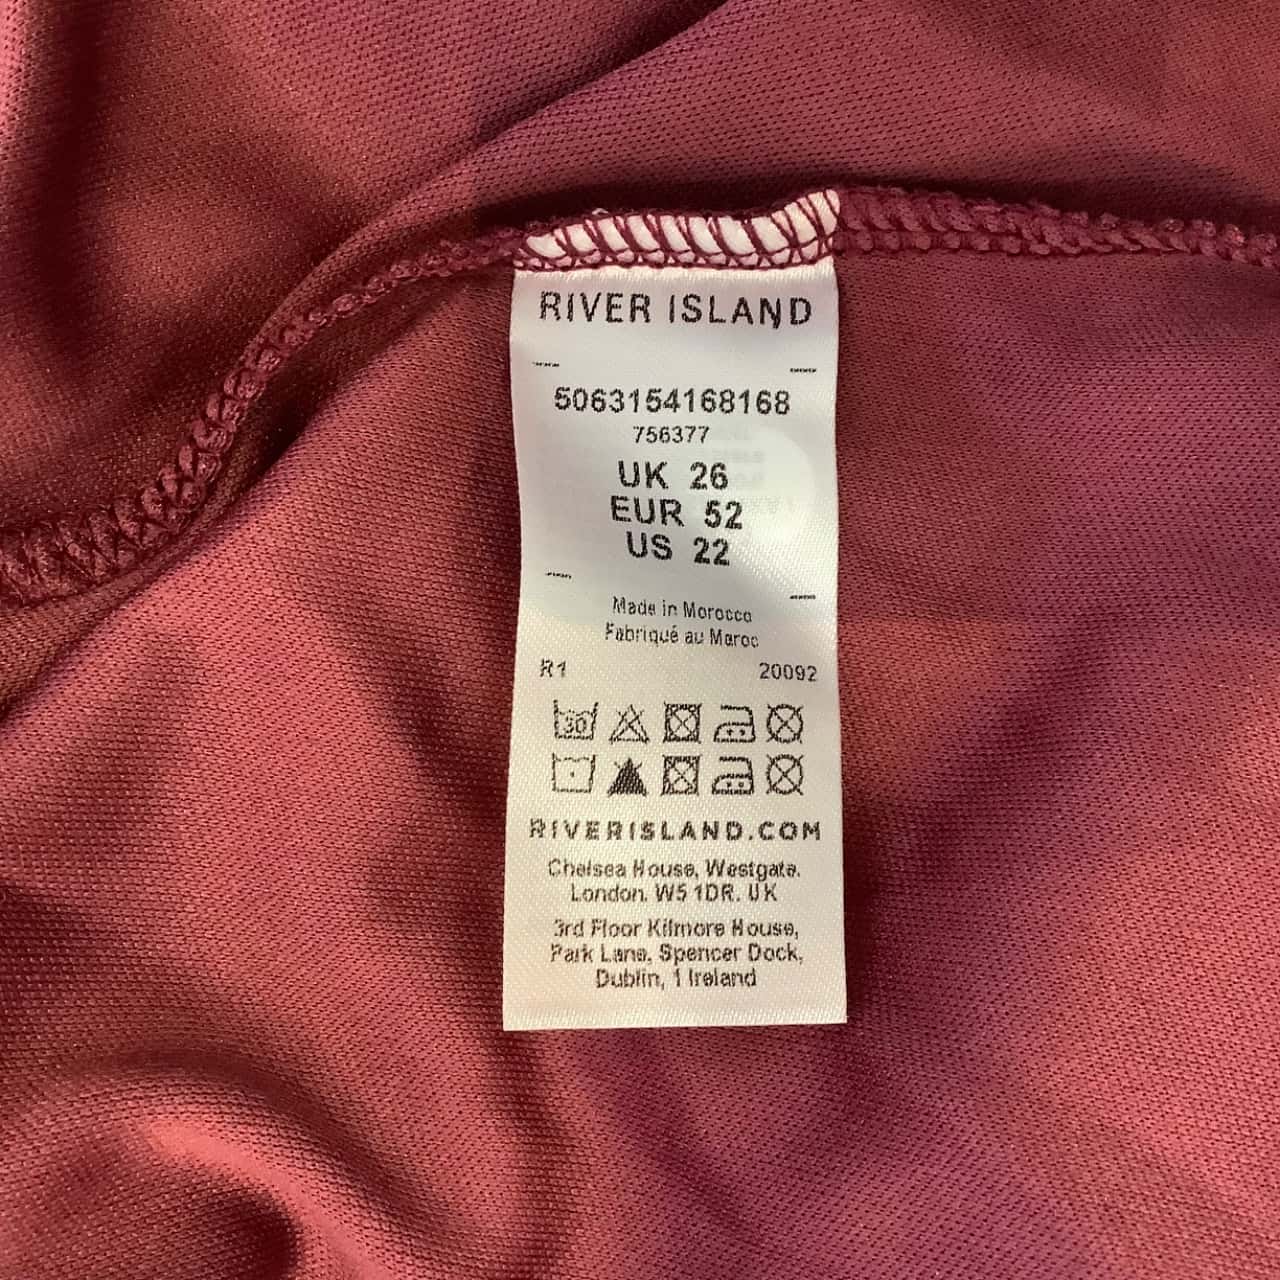 RIVER ISLAND
5063154168168
756377
UK 26
EUR 52
US 22
Made in Morocco
Fabriqué au Maroc
R1 20092
30
RIVERISLAND.COM
Chelsea House, Westgate.
London. W5 1DR. UK
3rd Floor Kilmore House,
Park Lane, Spencer Dock,
Dublin, 1 Ireland